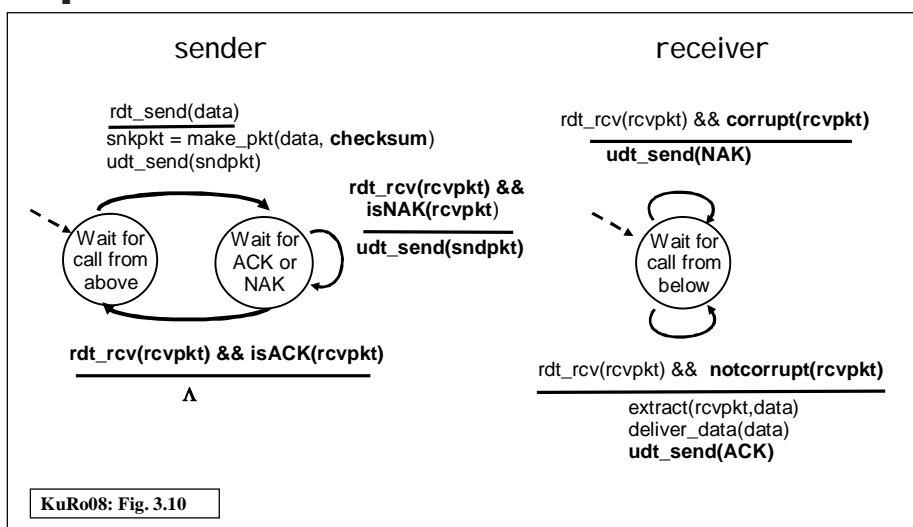 sender
receiver
rdt_send(data)
snkpkt = make_pkt(data, checksum)
udt_send(sndpkt)
rdt_rcv(rcvpkt) &&
isNAK(rcvpkt)
udt_send(sndpkt)
Wait for
call from
above
Wait for
ACK or
NAK
rdt_rcv(rcvpkt) && isACK(rcvpkt)
Λ
rdt_rcv(rcvpkt) && corrupt(rcvpkt)
udt_send(NAK)
Wait for
call from
below
rdt_rcv(rcvpkt) && notcorrupt(rcvpkt)
extract(rcvpkt,data)
deliver_data(data)
udt_send(ACK)
KuRo08: Fig. 3.10